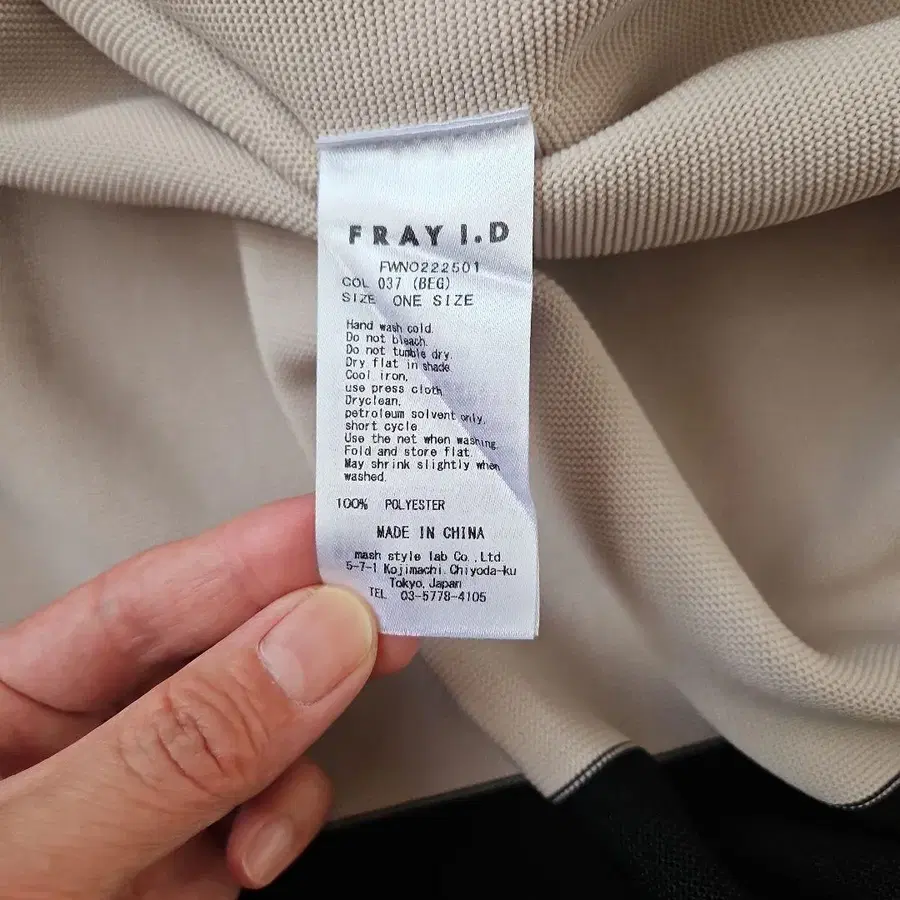 FRAY I.D
FWNO222501
COL 037 (BEG)
SIZE ONE SIZE
Hand wash cold.
Do not bleach.
Do not tumble dry.
Dry flat in shade.
Cool iron,
use press cloth.
Dryclean,
petroleum solvent only,
short cycle.
Use the net when washing.
Fold and store flat.
May shrink slightly when
washed.
100% POLYESTER
MADE IN CHINA
mash style lab Co.,Ltd
5-7-1 Kojimachi Chiyoda-ku
Tokyo, Japan
TEL 03-5778-4105